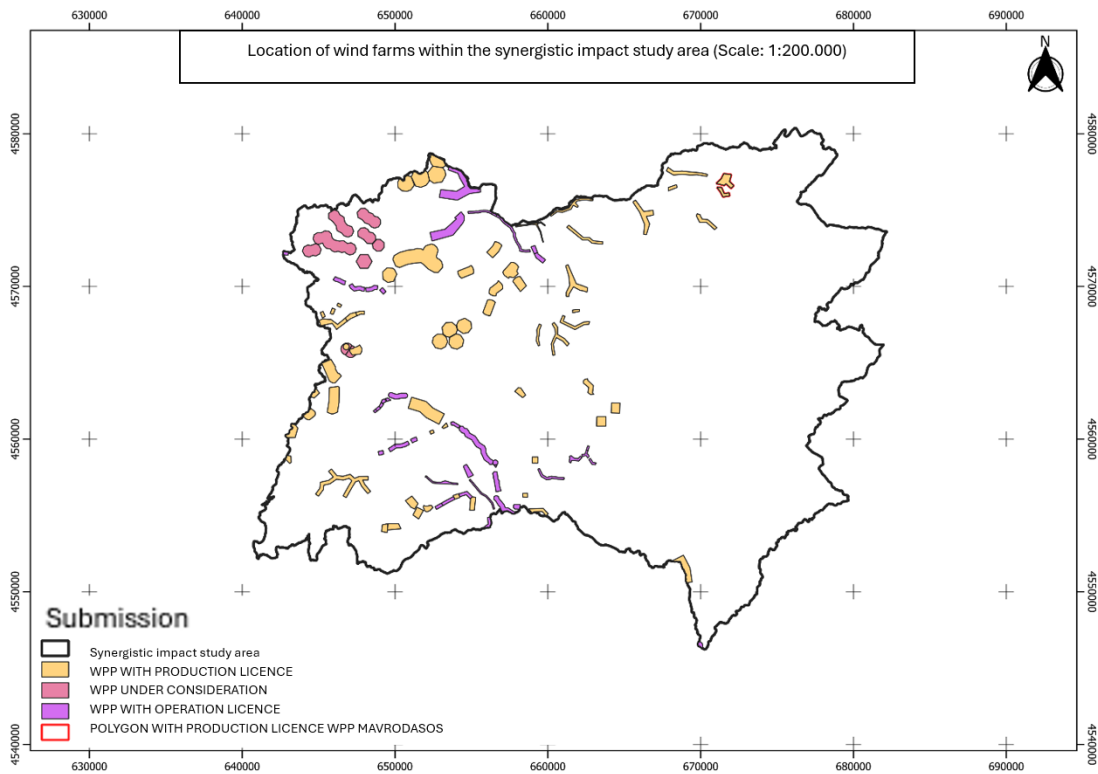 630000 640000 650000 660000 670000 680000 690000
Location of wind farms within the synergistic impact study area (Scale: 1:200.000)
N
4580000 4580000
4570000 4570000
4560000 4560000
4550000 4550000
Submission
Synergistic impact study area
WPP WITH PRODUCTION LICENCE
WPP UNDER CONSIDERATION
WPP WITH OPERATION LICENCE
POLYGON WITH PRODUCTION LICENCE WPP MAVRODASOS
4540000 4540000
630000 640000 650000 660000 670000 680000 690000